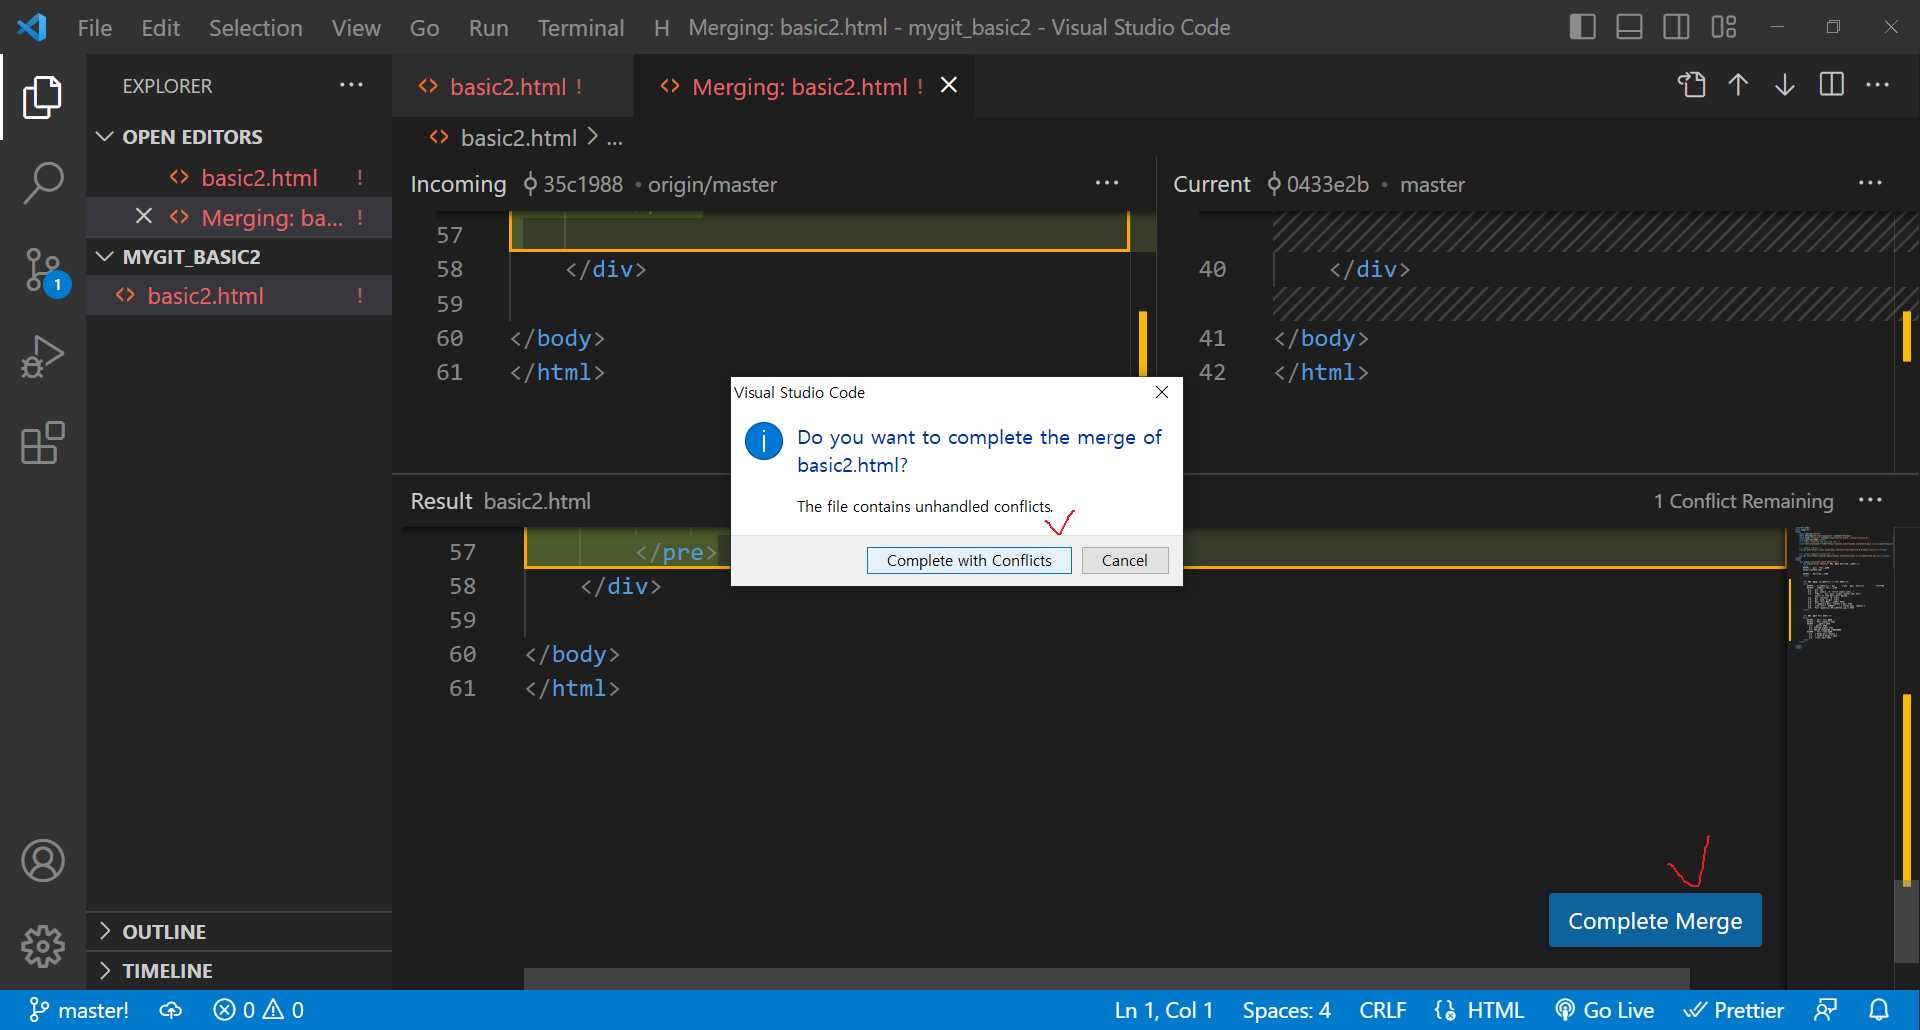 File Edit Selection View Go Run Terminal H Merging: basic2.html - mygit_basic2 - Visual Studio Code
EXPLORER ...
OPEN EDITORS
basic2.html !
Merging: ba... !
MYGIT_BASIC2
basic2.html !
1
OUTLINE
TIMELINE
basic2.html !
Merging: basic2.html !
basic2.html > ...
Incoming 35c1988 • origin/master ...
57
58 </div>
59
60 </body>
61 </html>
Current 0433e2b • master ...
40 </div>
41 </body>
42 </html>
Visual Studio Code
Do you want to complete the merge of
basic2.html?
The file contains unhandled conflicts.
Complete with Conflicts Cancel
Result basic2.html 1 Conflict Remaining ...
57 </pre>
58 </div>
59
60 </body>
61 </html>
Complete Merge
master! 0 0 Ln 1, Col 1 Spaces: 4 CRLF HTML Go Live Prettier